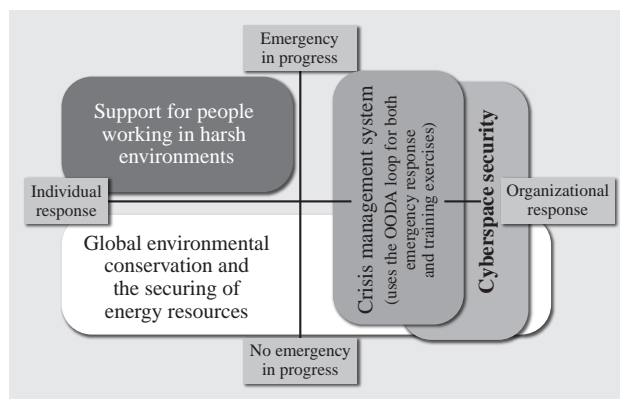 Emergency
in progress
Support for people
working in harsh
environments
Individual
response
Crisis management system
(uses the OODA loop for both
emergency response
and training exercises)
Cyberspace security
Organizational
response
Global environmental
conservation and
the securing of
energy resources
No emergency
in progress